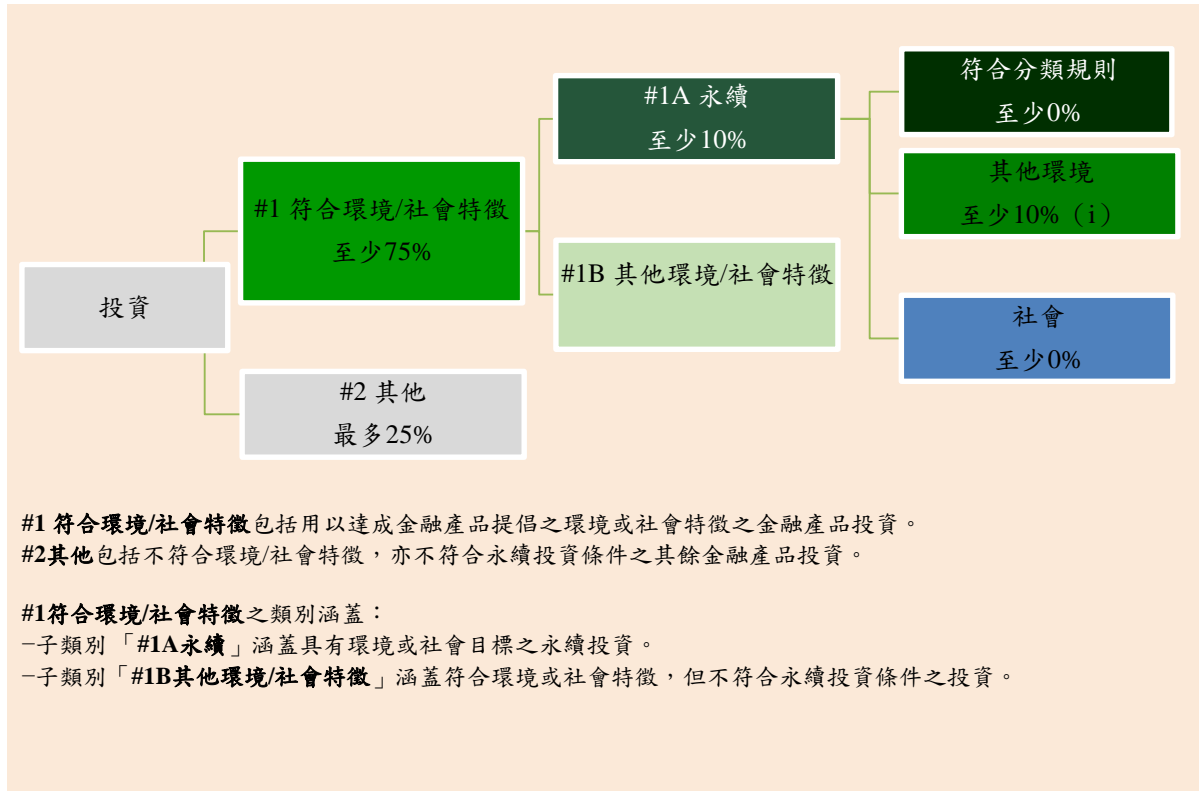 投資
#1 符合環境/社會特徵
至少75%
#2 其他
最多25%
#1A 永續
至少10%
#1B 其他環境/社會特徵
符合分類規則
至少0%
其他環境
至少10%（i）
社會
至少0%
#1 符合環境/社會特徵包括用以達成金融產品提倡之環境或社會特徵之金融產品投資。
#2其他包括不符合環境/社會特徵，亦不符合永續投資條件之其餘金融產品投資。
#1符合環境/社會特徵之類別涵蓋：
–子類別「#1A永續」涵蓋具有環境或社會目標之永續投資。
–子類別「#1B其他環境/社會特徵」涵蓋符合環境或社會特徵，但不符合永續投資條件之投資。